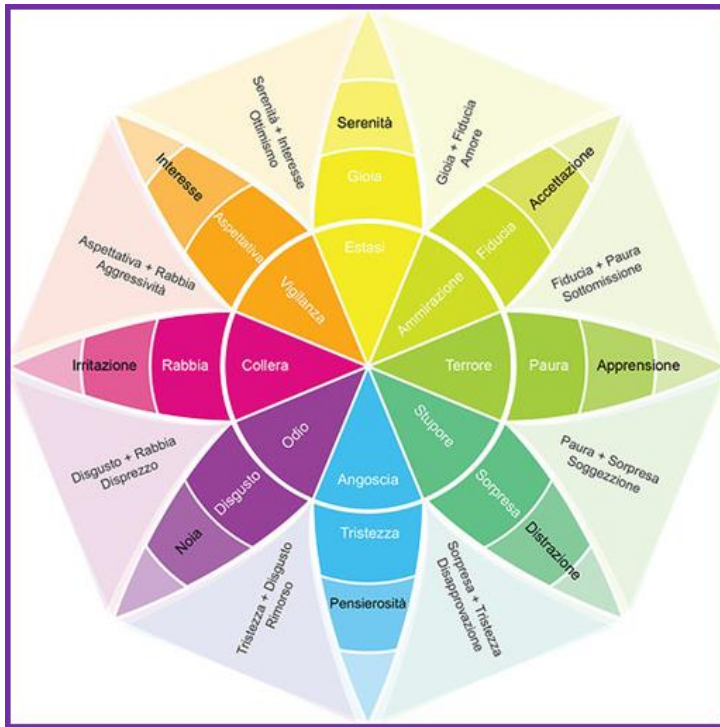 Serenità + Interesse
Ottimismo
Gioia + Fiducia
Amore
Fiducia + Paura
Sottomissione
Paura + Sorpresa
Soggezzione
Sorpresa + Tristezza
Disapprovazione
Tristezza + Disgusto
Rimorso
Disgusto + Rabbia
Disprezzo
Aspettativa + Rabbia
Aggressività
Serenità
Gioia
Estasi
Accettazione
Fiducia
Ammirazione
Apprensione
Paura
Terrore
Distrazione
Sorpresa
Stupore
Pensierosità
Tristezza
Angoscia
Noia
Disgusto
Odio
Irritazione
Rabbia
Collera
Interesse
Aspettativa
Vigilanza